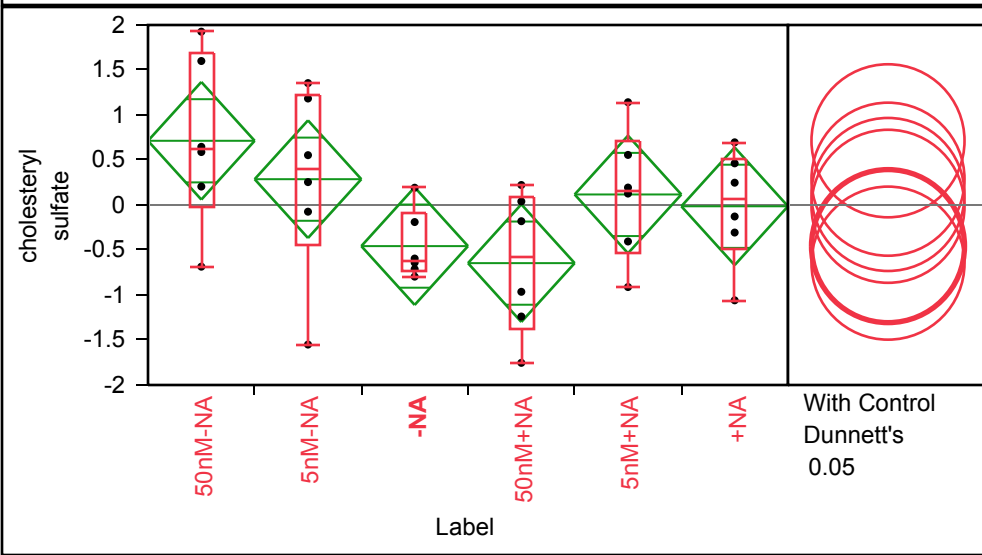 2
1.5
1
0.5
0
-0.5
-1
-1.5
-2
cholesteryl
sulfate
50nM-NA
5nM-NA
-NA
50nM+NA
5nM+NA
+NA
Label
With Control
Dunnett's
0.05